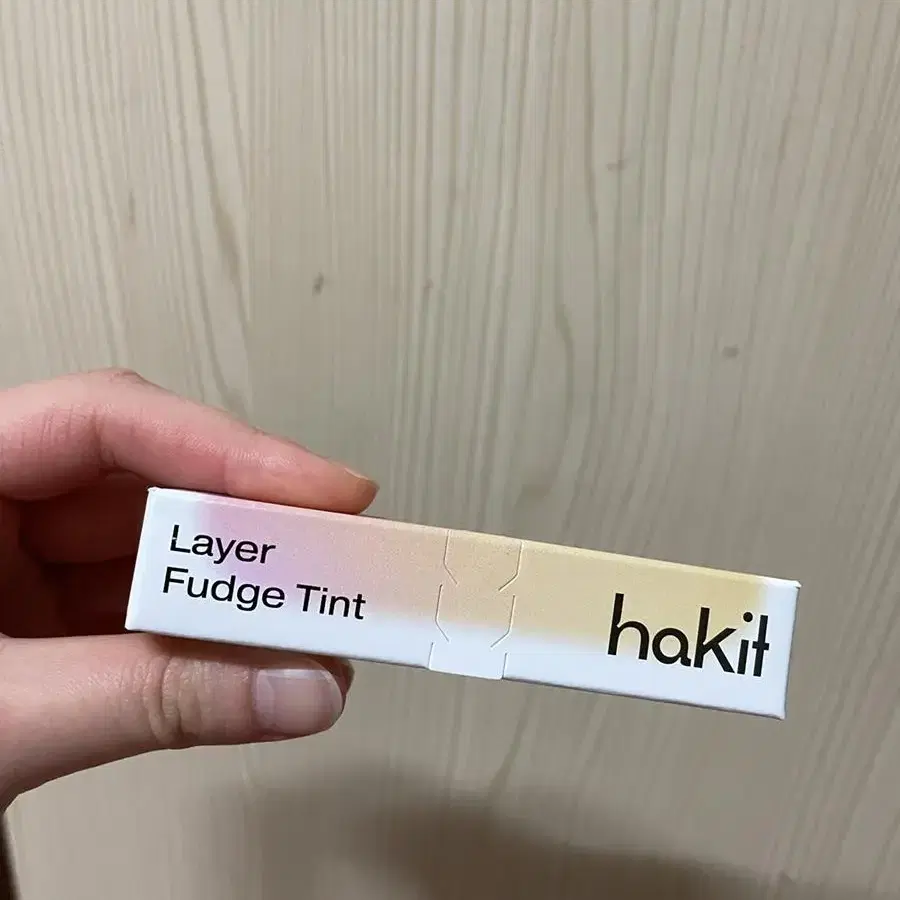 Layer
Fudge Tint
hakit